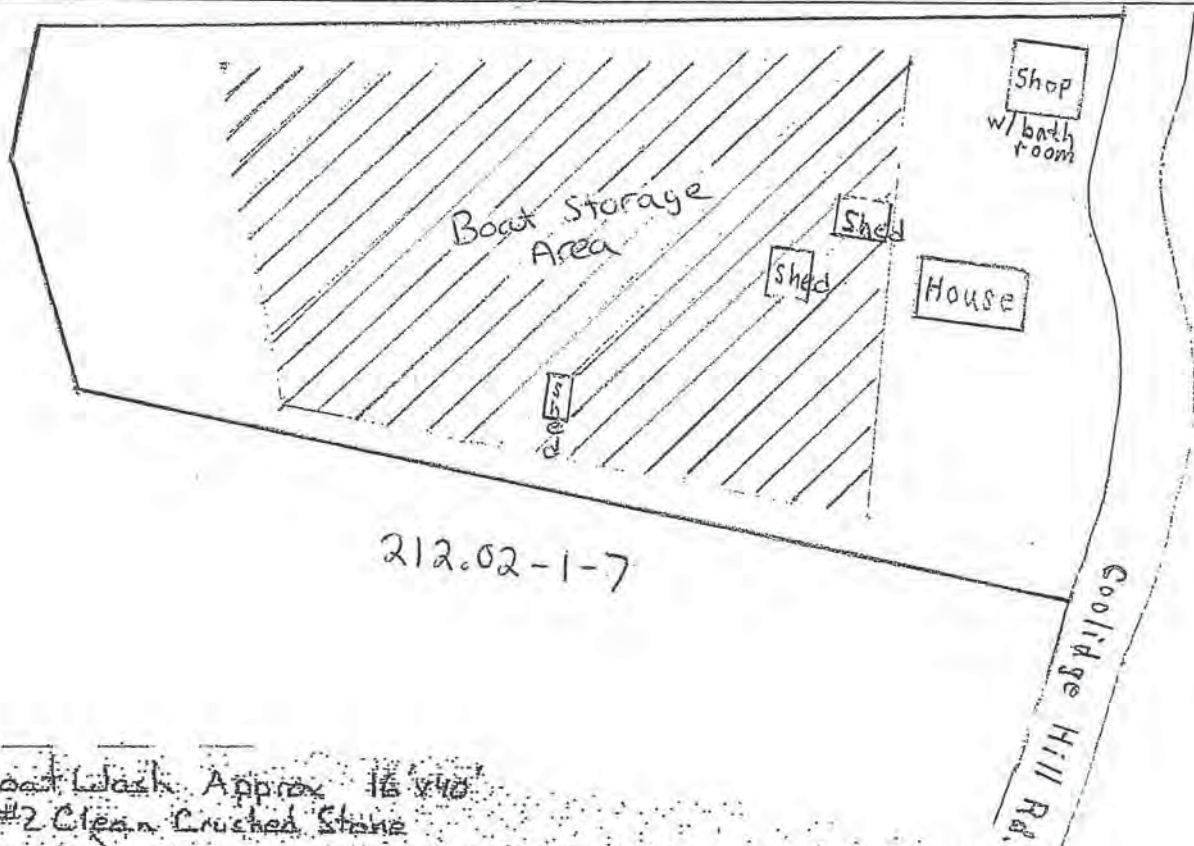 Shop
w/ bath
room
Boat Storage
Area
Shed
Shed
House
Shed
212.02-1-7
Coolidge Hill Rd.
oat Wash Approx 16'x40'
#2 Clean Crushed Stone